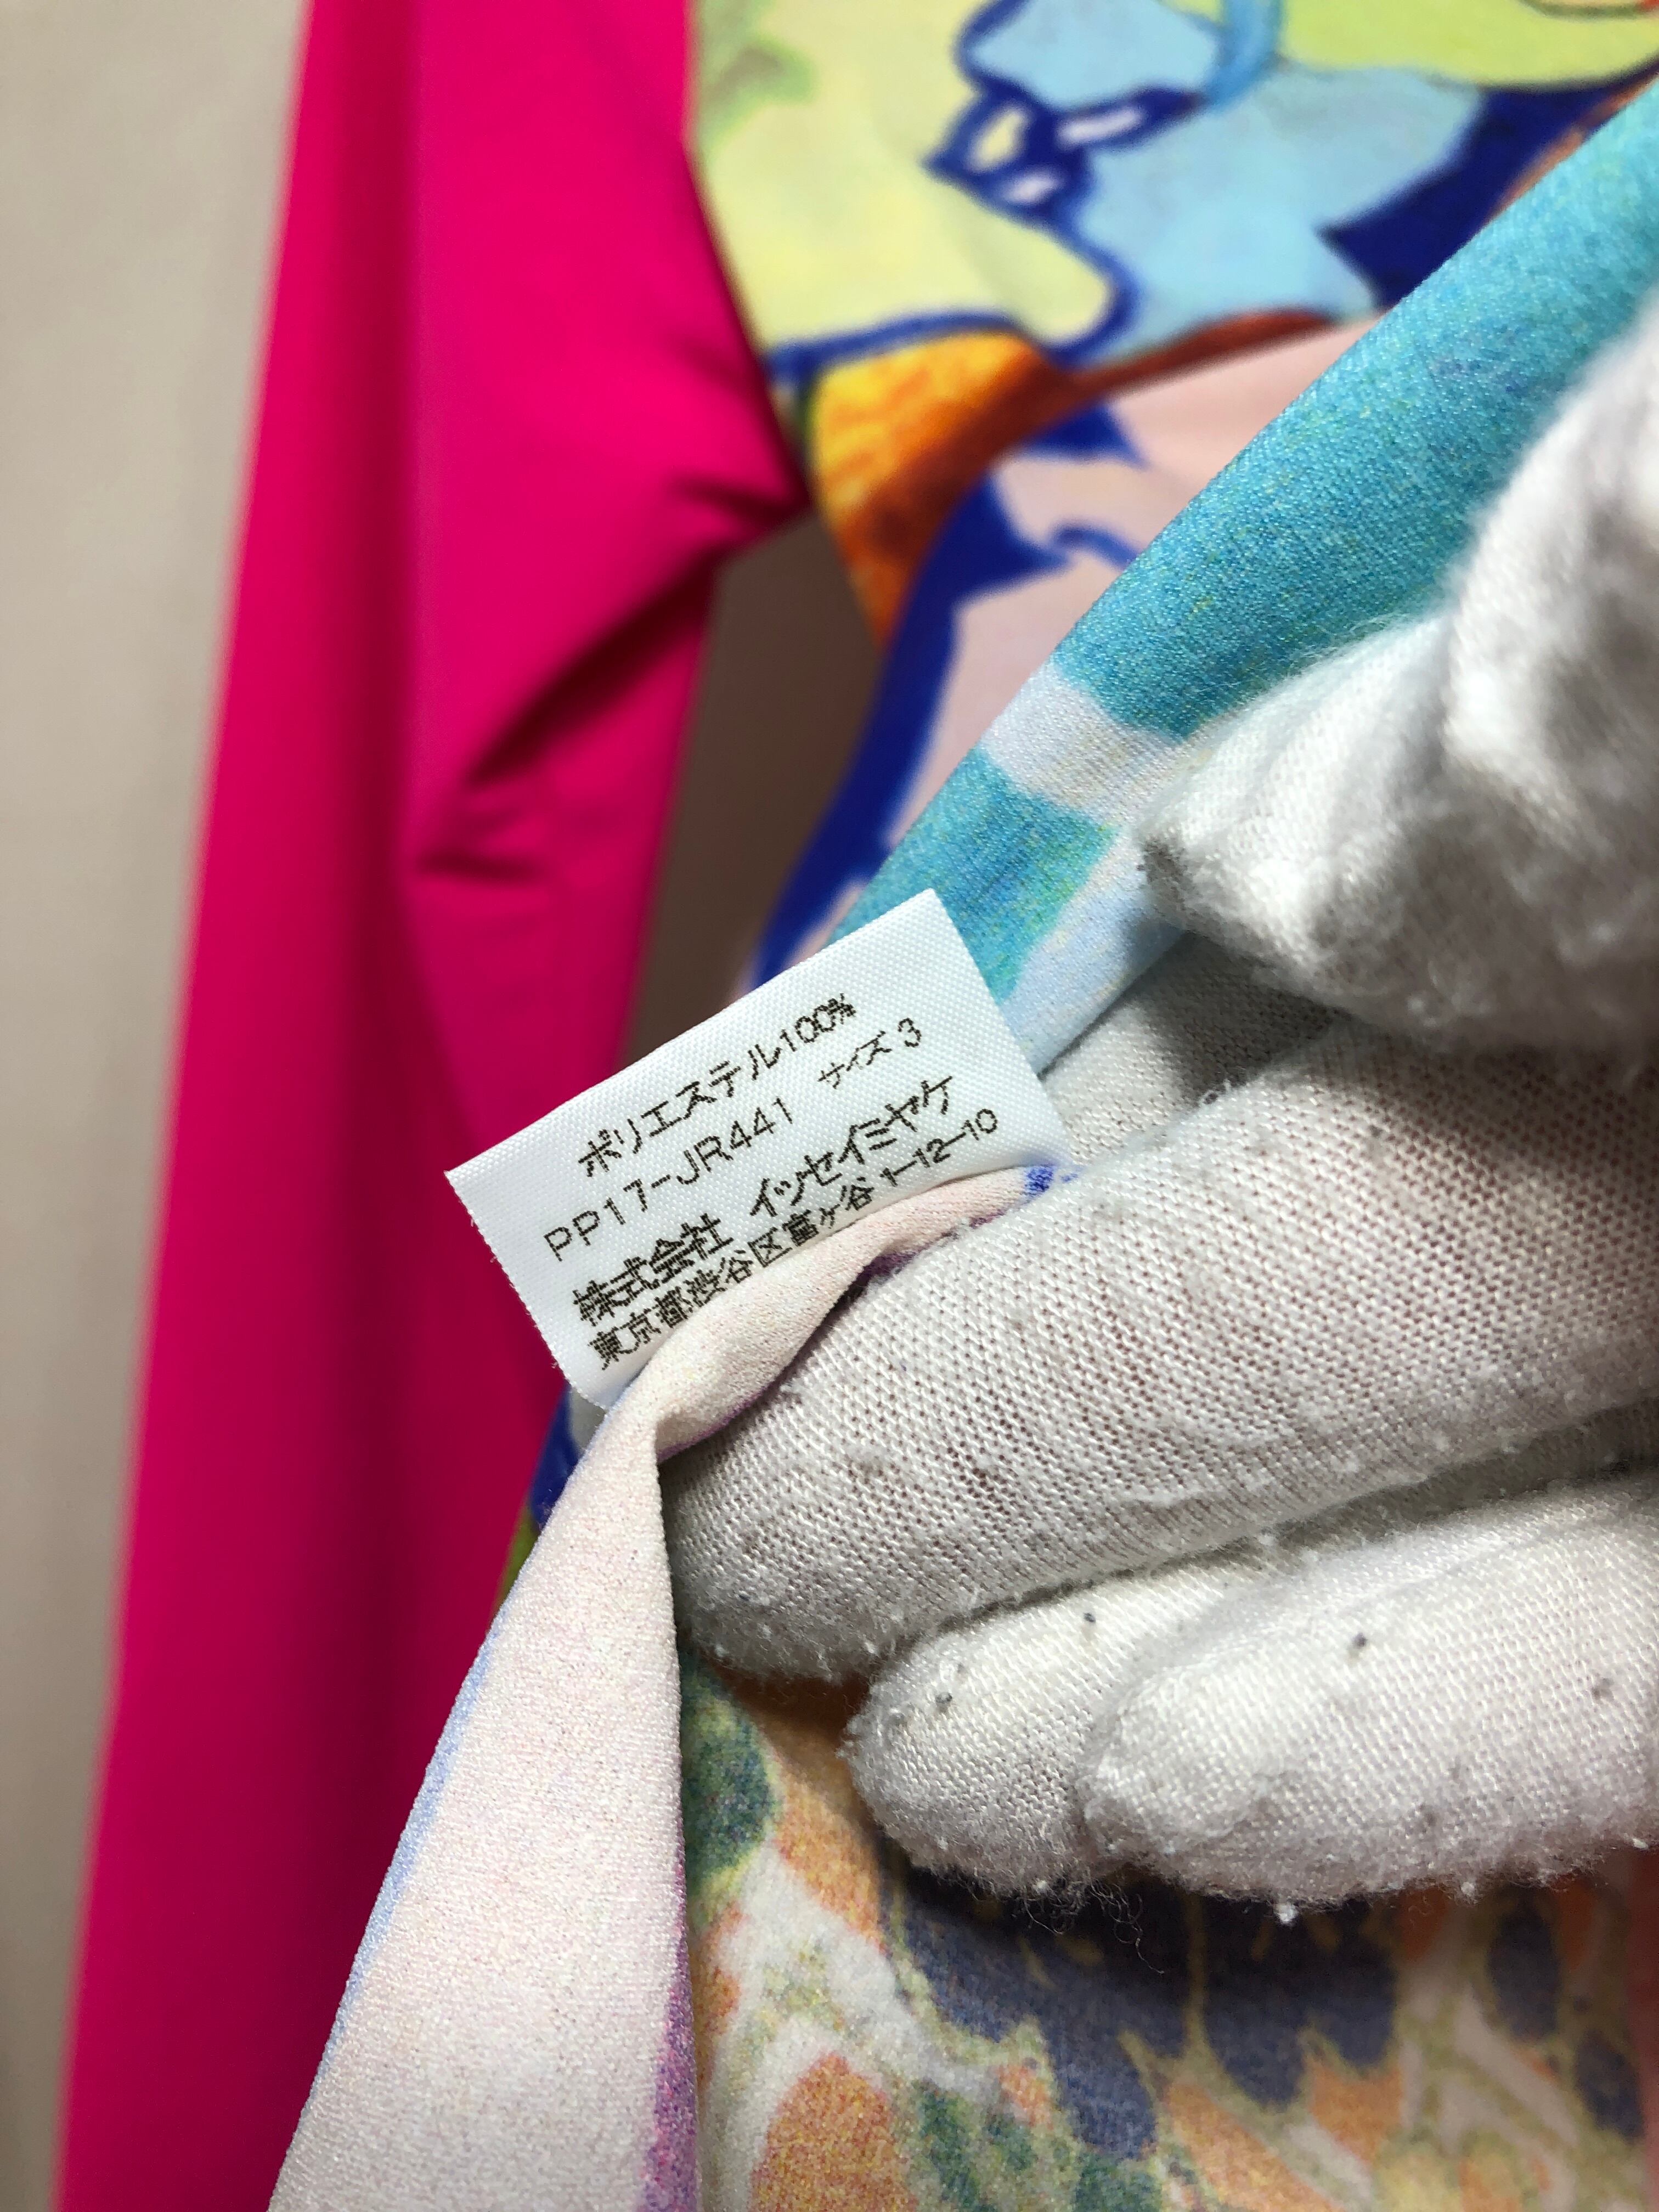 ポリエステル100%
PP17-JR441 サイズ 3
株式会社 イッセイミヤケ
東京都渋谷区富ヶ谷1-12-10